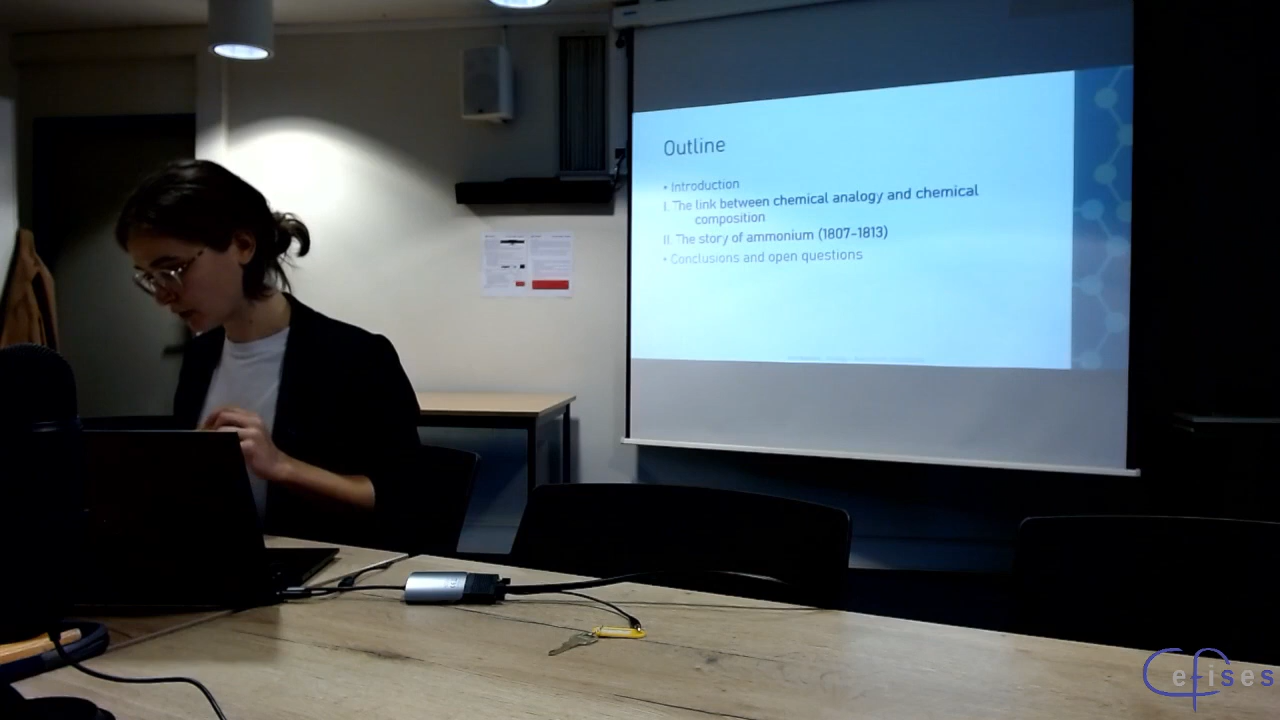 Outline
• Introduction
I. The link between chemical analogy and chemical
composition
II. The story of ammonium (1807-1813)
• Conclusions and open questions
Cefises